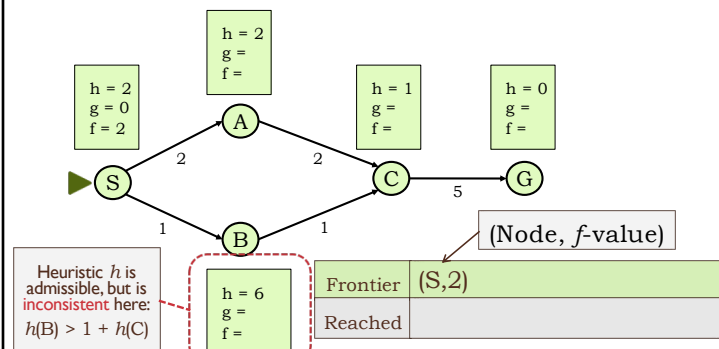 h = 2
g =
f =
h = 2
g = 0
f = 2
h = 1
g =
f =
h = 0
g =
f =
A
2
2
S
C
G
5
1
1
B
(Node, f-value)
Heuristic h is
admissible, but is
inconsistent here:
h(B) > 1 + h(C)
h = 6
g =
f =
Frontier (S,2)
Reached